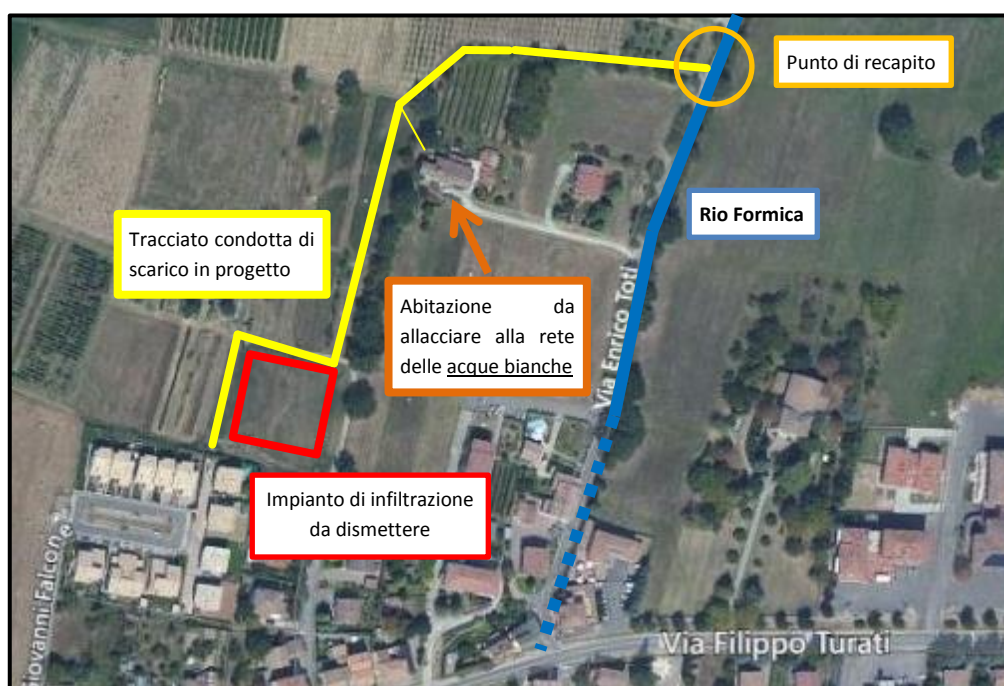 Punto di recapito
Rio Formica
Tracciato condotta di
scarico in progetto
Abitazione da
allacciare alla rete
delle acque bianche
Via Enrico Toti
Impianto di infiltrazione
da dismettere
Giovanni Falcone
Via Filippo Turati